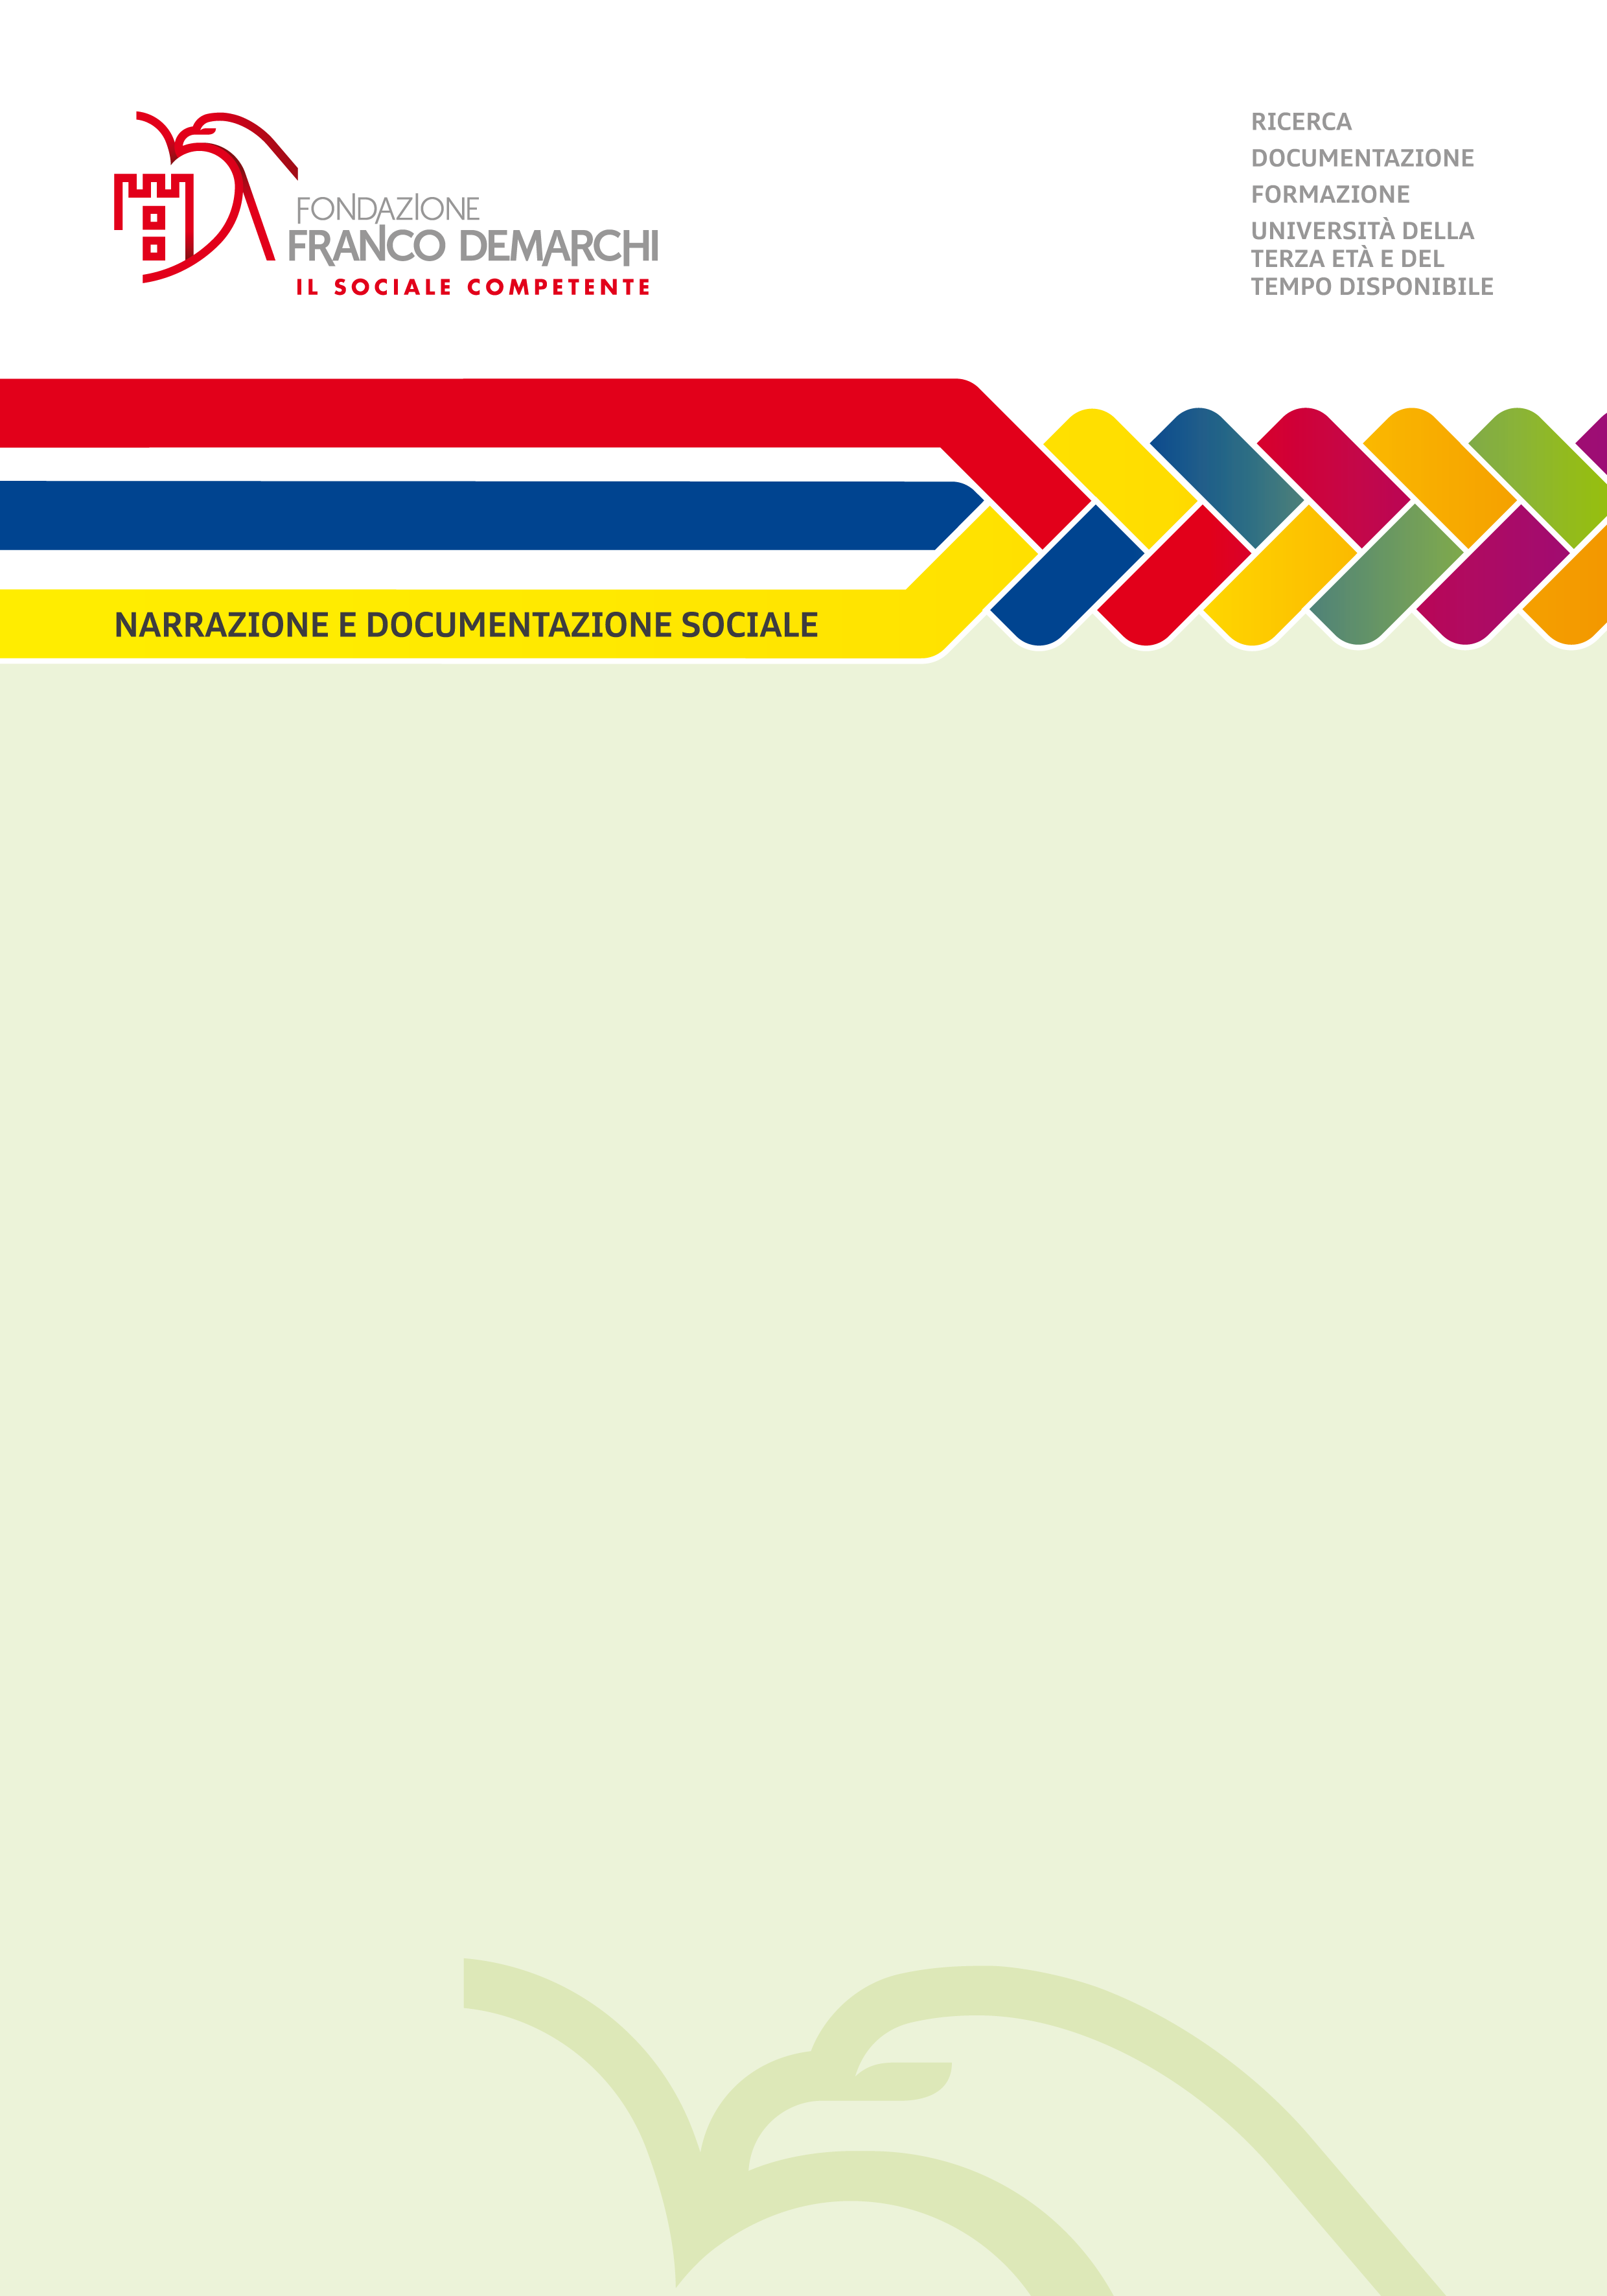 FONDAZIONE
FRANCO DEMARCHI
IL SOCIALE COMPETENTE
RICERCA
DOCUMENTAZIONE
FORMAZIONE
UNIVERSITÀ DELLA
TERZA ETÀ E DEL
TEMPO DISPONIBILE
NARRAZIONE E DOCUMENTAZIONE SOCIALE